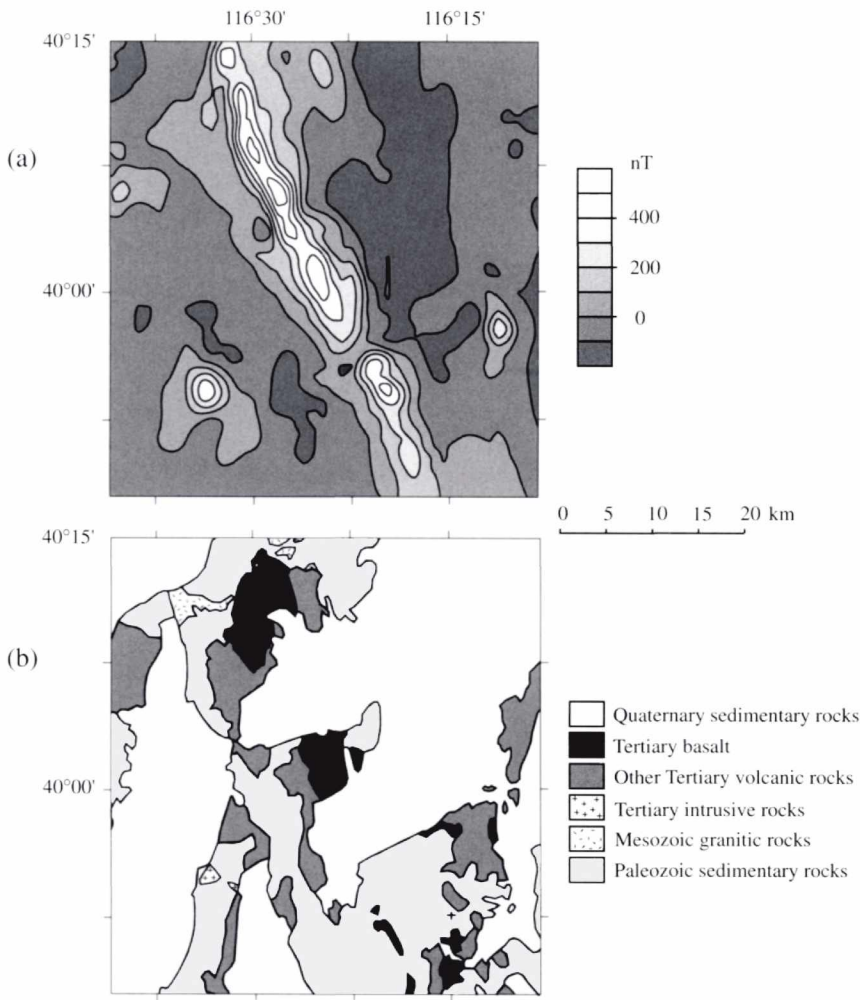 116°30' 116°15'
40°15'
(a)
nT
400
200
0
40°00'
0 5 10 15 20 km
40°15'
(b)
40°00'
Quaternary sedimentary rocks
Tertiary basalt
Other Tertiary volcanic rocks
Tertiary intrusive rocks
Mesozoic granitic rocks
Paleozoic sedimentary rocks